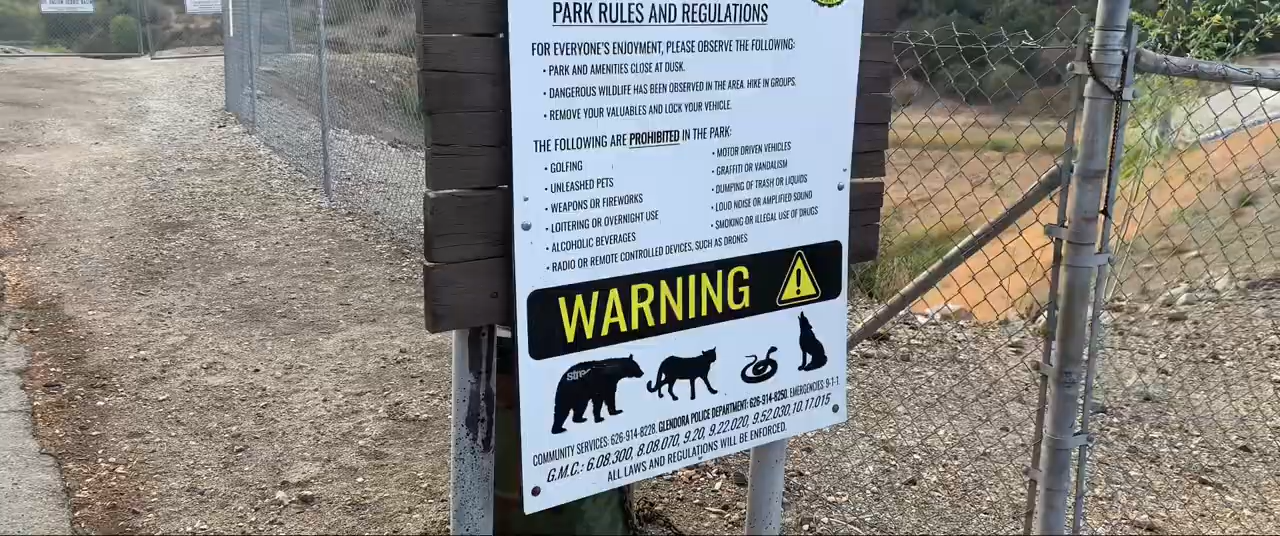 PARK RULES AND REGULATIONS
FOR EVERYONE'S ENJOYMENT, PLEASE OBSERVE THE FOLLOWING:
• PARK AND AMENITIES CLOSE AT DUSK.
• DANGEROUS WILDLIFE HAS BEEN OBSERVED IN THE AREA. HIKE IN GROUPS.
• REMOVE YOUR VALUABLES AND LOCK YOUR VEHICLE.
THE FOLLOWING ARE PROHIBITED IN THE PARK:
• GOLFING
• UNLEASHED PETS
• WEAPONS OR FIREWORKS
• LOITERING OR OVERNIGHT USE
• ALCOHOLIC BEVERAGES
• RADIO OR REMOTE CONTROLLED DEVICES, SUCH AS DRONES
• MOTOR DRIVEN VEHICLES
• GRAFFITI OR VANDALISM
• DUMPING OF TRASH OR LIQUIDS
• LOUD NOISE OR AMPLIFIED SOUND
• SMOKING OR ILLEGAL USE OF DRUGS
WARNING
COMMUNITY SERVICES: 626-914-8228. GLENDORA POLICE DEPARTMENT: 626-914-8250. EMERGENCIES: 9-1-1.
G.M.C.: 6.08.300, 8.08.070, 9.20, 9.22.020, 9.52.030, 10.17.015
ALL LAWS AND REGULATIONS WILL BE ENFORCED.